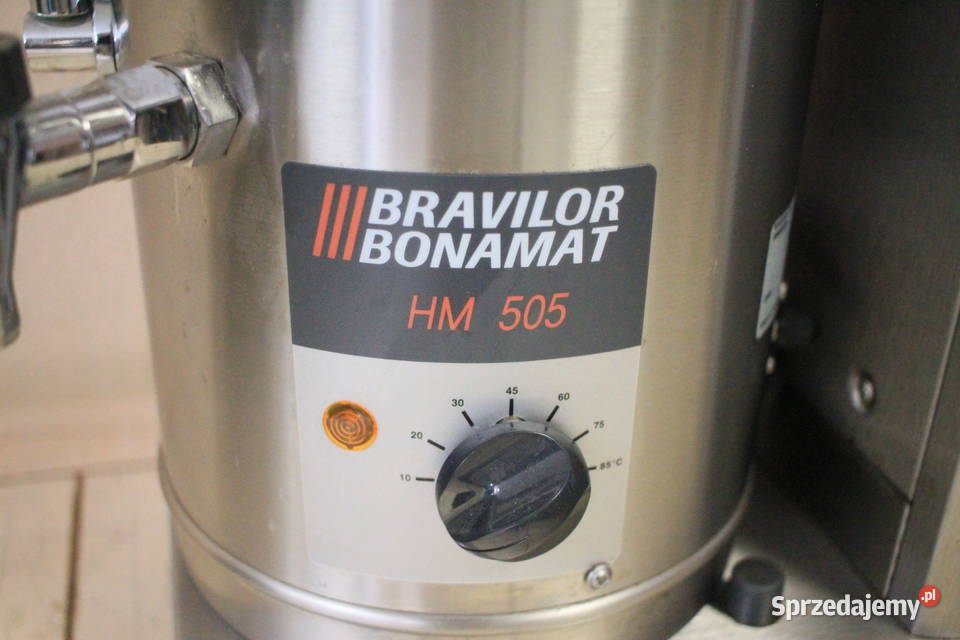 BRAVILOR
BONAMAT
HM 505
10
20
30
45
60
75
85°C
Sprzedajemy.pl